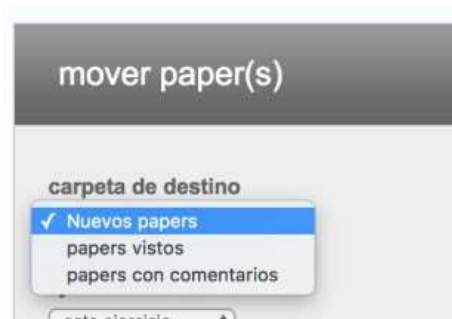 mover paper(s)
carpeta de destino
✓ Nuevos papers
papers vistos
papers con comentarios